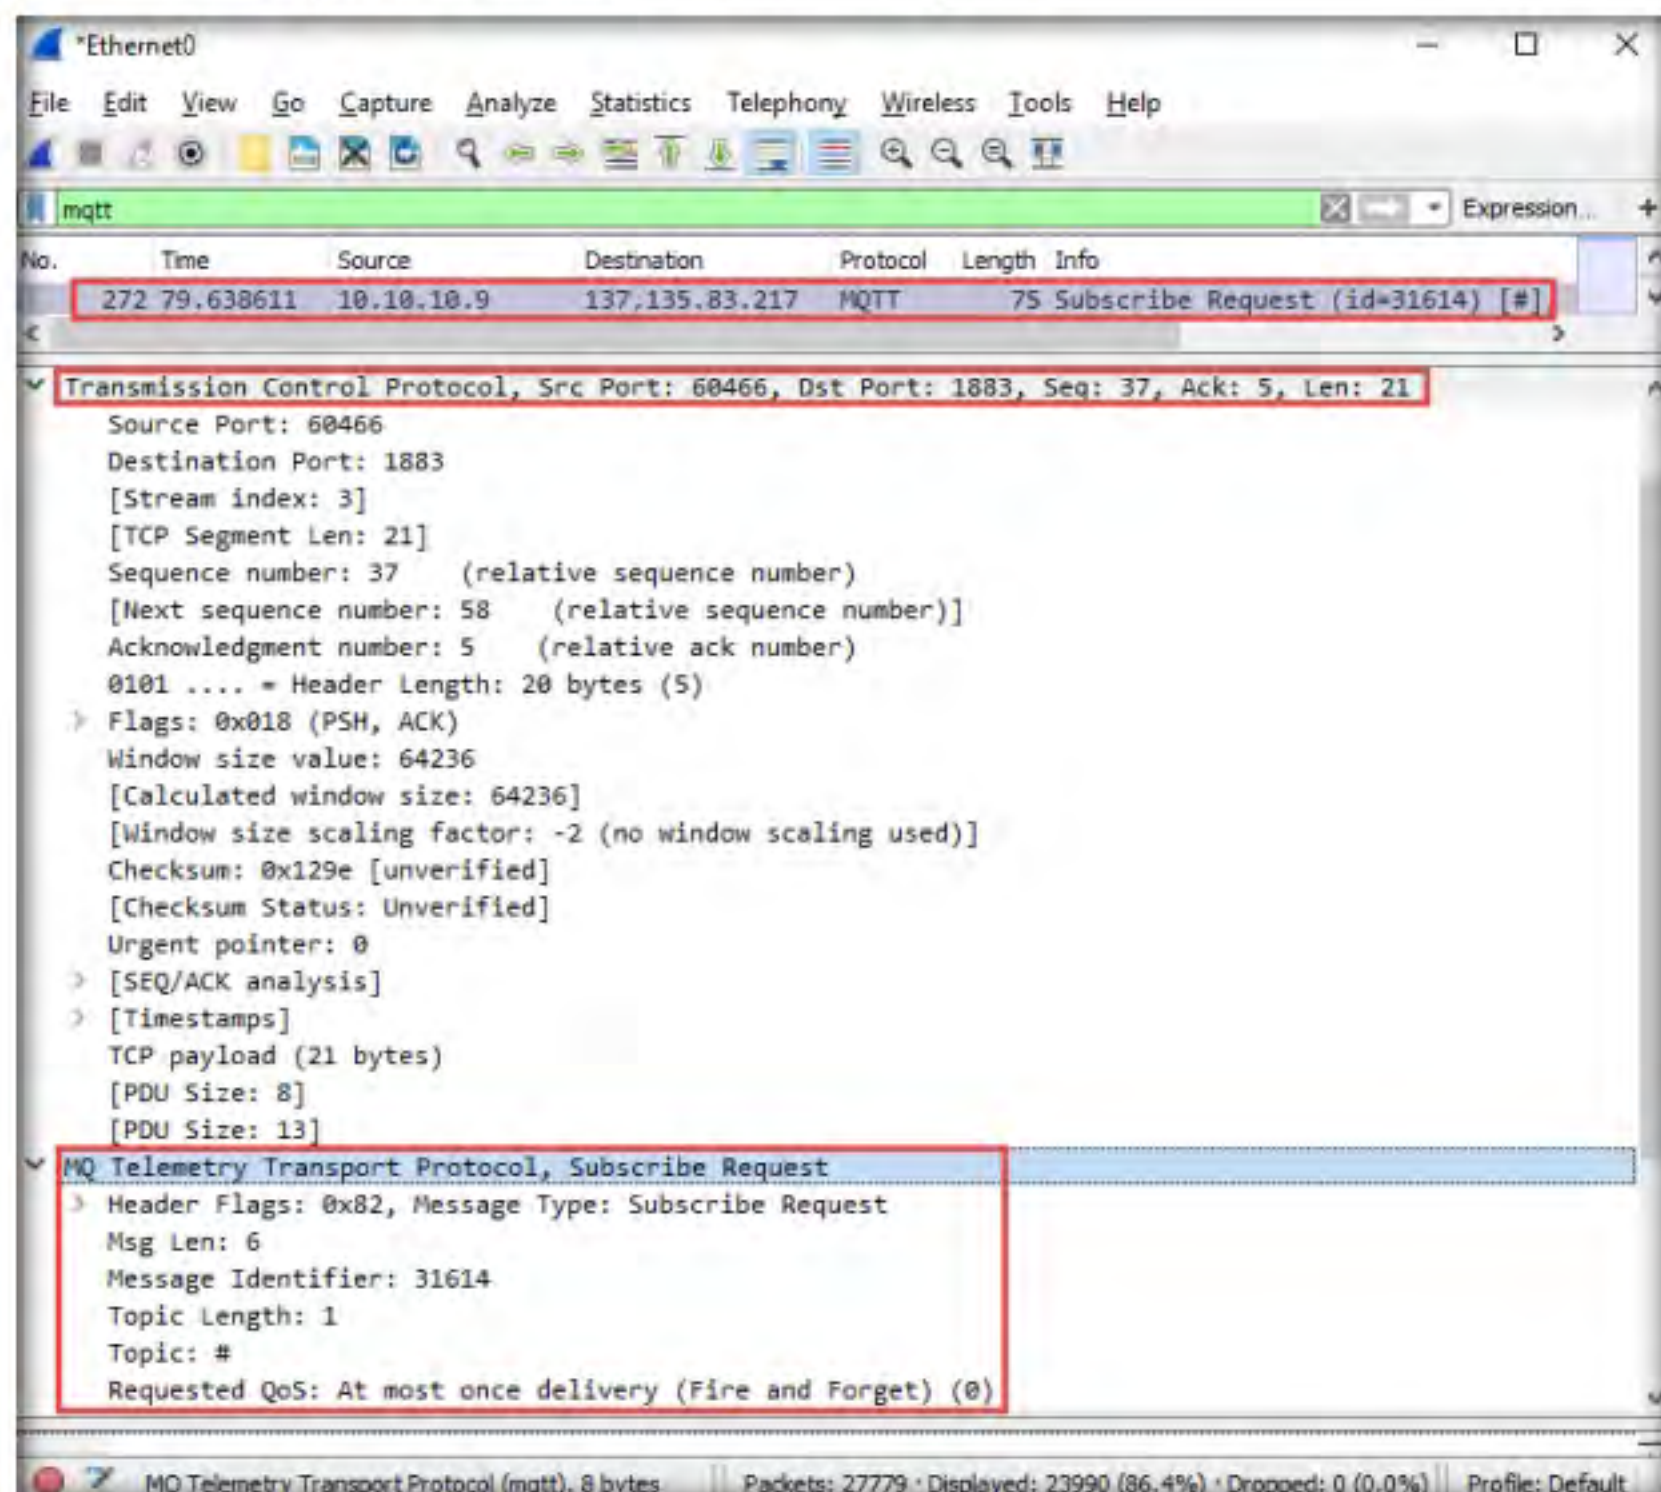 *Ethernet0
File Edit View Go Capture Analyze Statistics Telephony Wireless Tools Help
mqtt Expression... +
No. Time Source Destination Protocol Length Info
272 79.638611 10.10.10.9 137.135.83.217 MQTT 75 Subscribe Request (id=31614) [#]
Transmission Control Protocol, Src Port: 60466, Dst Port: 1883, Seq: 37, Ack: 5, Len: 21
Source Port: 60466
Destination Port: 1883
[Stream index: 3]
[TCP Segment Len: 21]
Sequence number: 37 (relative sequence number)
[Next sequence number: 58 (relative sequence number)]
Acknowledgment number: 5 (relative ack number)
0101 .... = Header Length: 20 bytes (5)
Flags: 0x018 (PSH, ACK)
Window size value: 64236
[Calculated window size: 64236]
[Window size scaling factor: -2 (no window scaling used)]
Checksum: 0x129e [unverified]
[Checksum Status: Unverified]
Urgent pointer: 0
[SEQ/ACK analysis]
[Timestamps]
TCP payload (21 bytes)
[PDU Size: 8]
[PDU Size: 13]
MQ Telemetry Transport Protocol, Subscribe Request
Header Flags: 0x82, Message Type: Subscribe Request
Msg Len: 6
Message Identifier: 31614
Topic Length: 1
Topic: #
Requested QoS: At most once delivery (Fire and Forget) (0)
MQ Telemetry Transport Protocol (mqtt), 8 bytes Packets: 27779 · Displayed: 23990 (86.4%) · Dropped: 0 (0.0%) Profile: Default